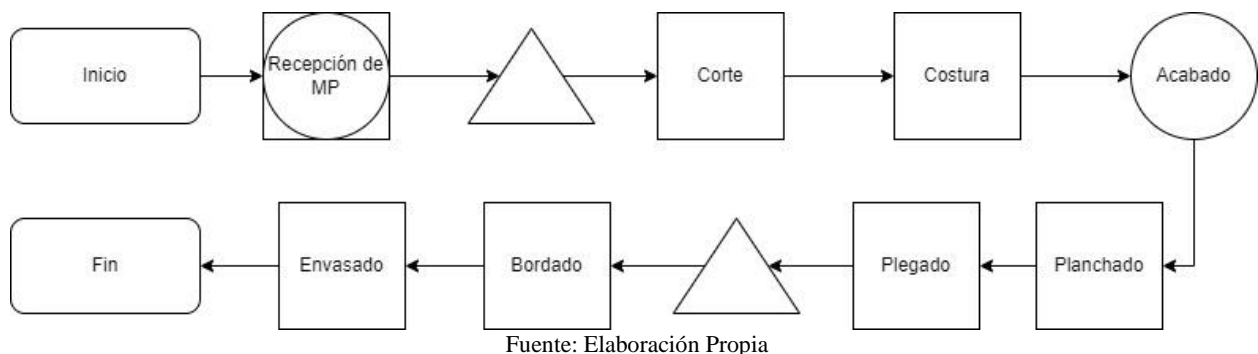 Inicio
Recepción de
MP
Corte
Costura
Acabado
Fin
Envasado
Bordado
Plegado
Planchado
Fuente: Elaboración Propia